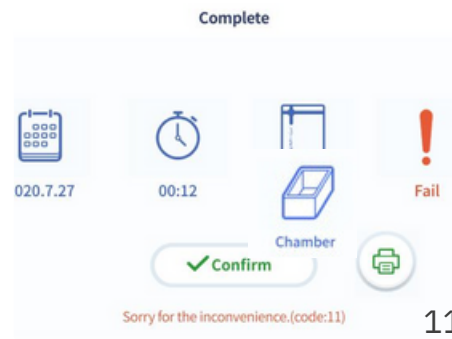 Complete
020.7.27
00:12
Chamber
Fail
Confirm
Sorry for the inconvenience.(code:11)
11